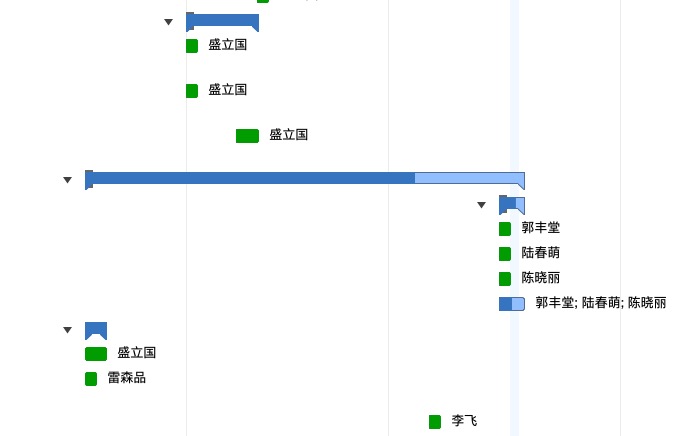 盛立国
盛立国
盛立国
郭丰堂
陆春萌
陈晓丽
郭丰堂; 陆春萌; 陈晓丽
盛立国
雷森品
李飞